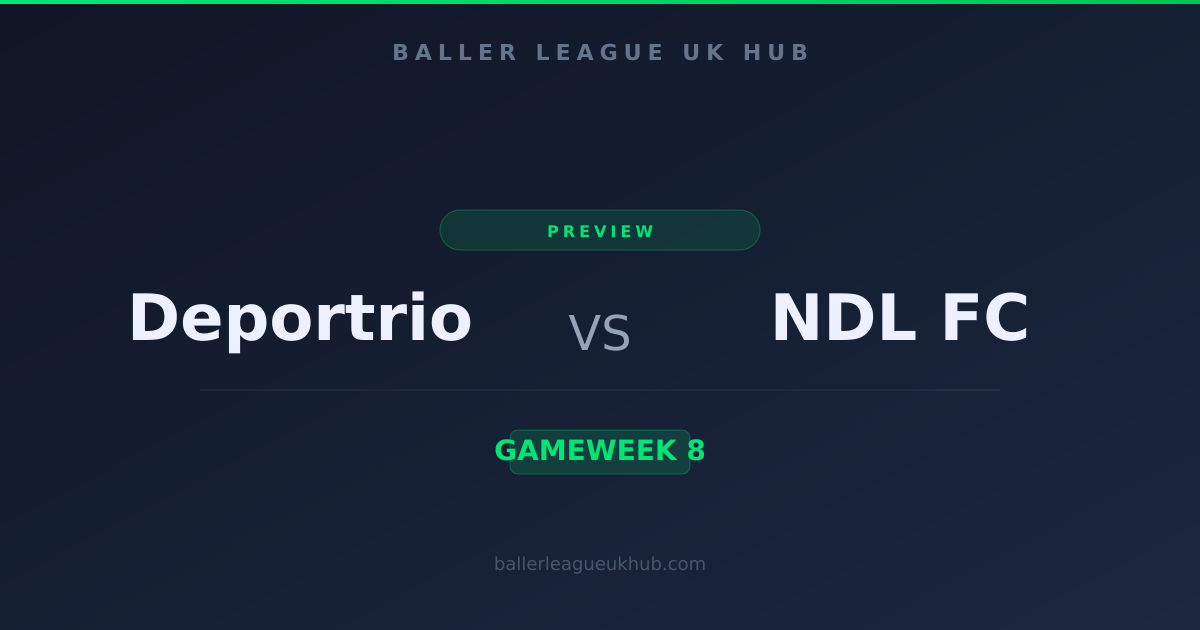 BALLER LEAGUE UK HUB
PREVIEW
Deportrio VS NDL FC
GAMEWEEK 8
ballerleagueukhub.com